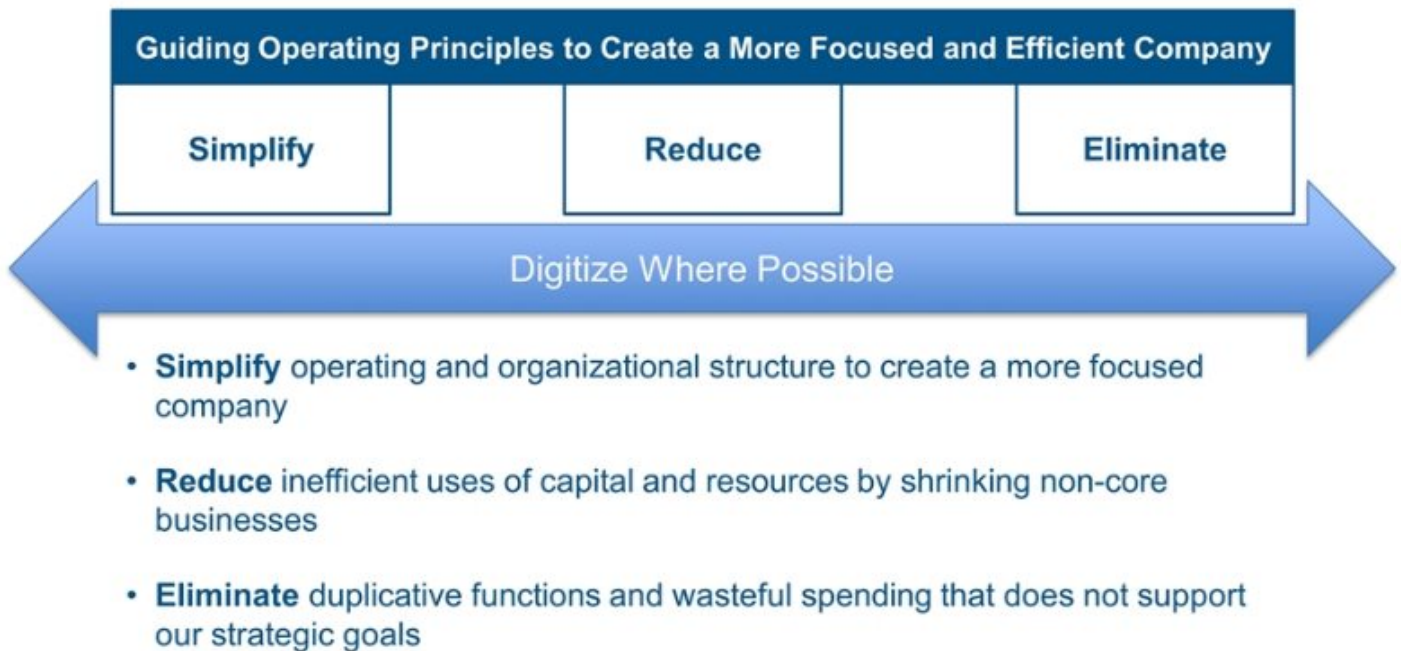 Guiding Operating Principles to Create a More Focused and Efficient Company
Simplify
Reduce
Eliminate
Digitize Where Possible
• Simplify operating and organizational structure to create a more focused
company
• Reduce inefficient uses of capital and resources by shrinking non-core
businesses
• Eliminate duplicative functions and wasteful spending that does not support
our strategic goals